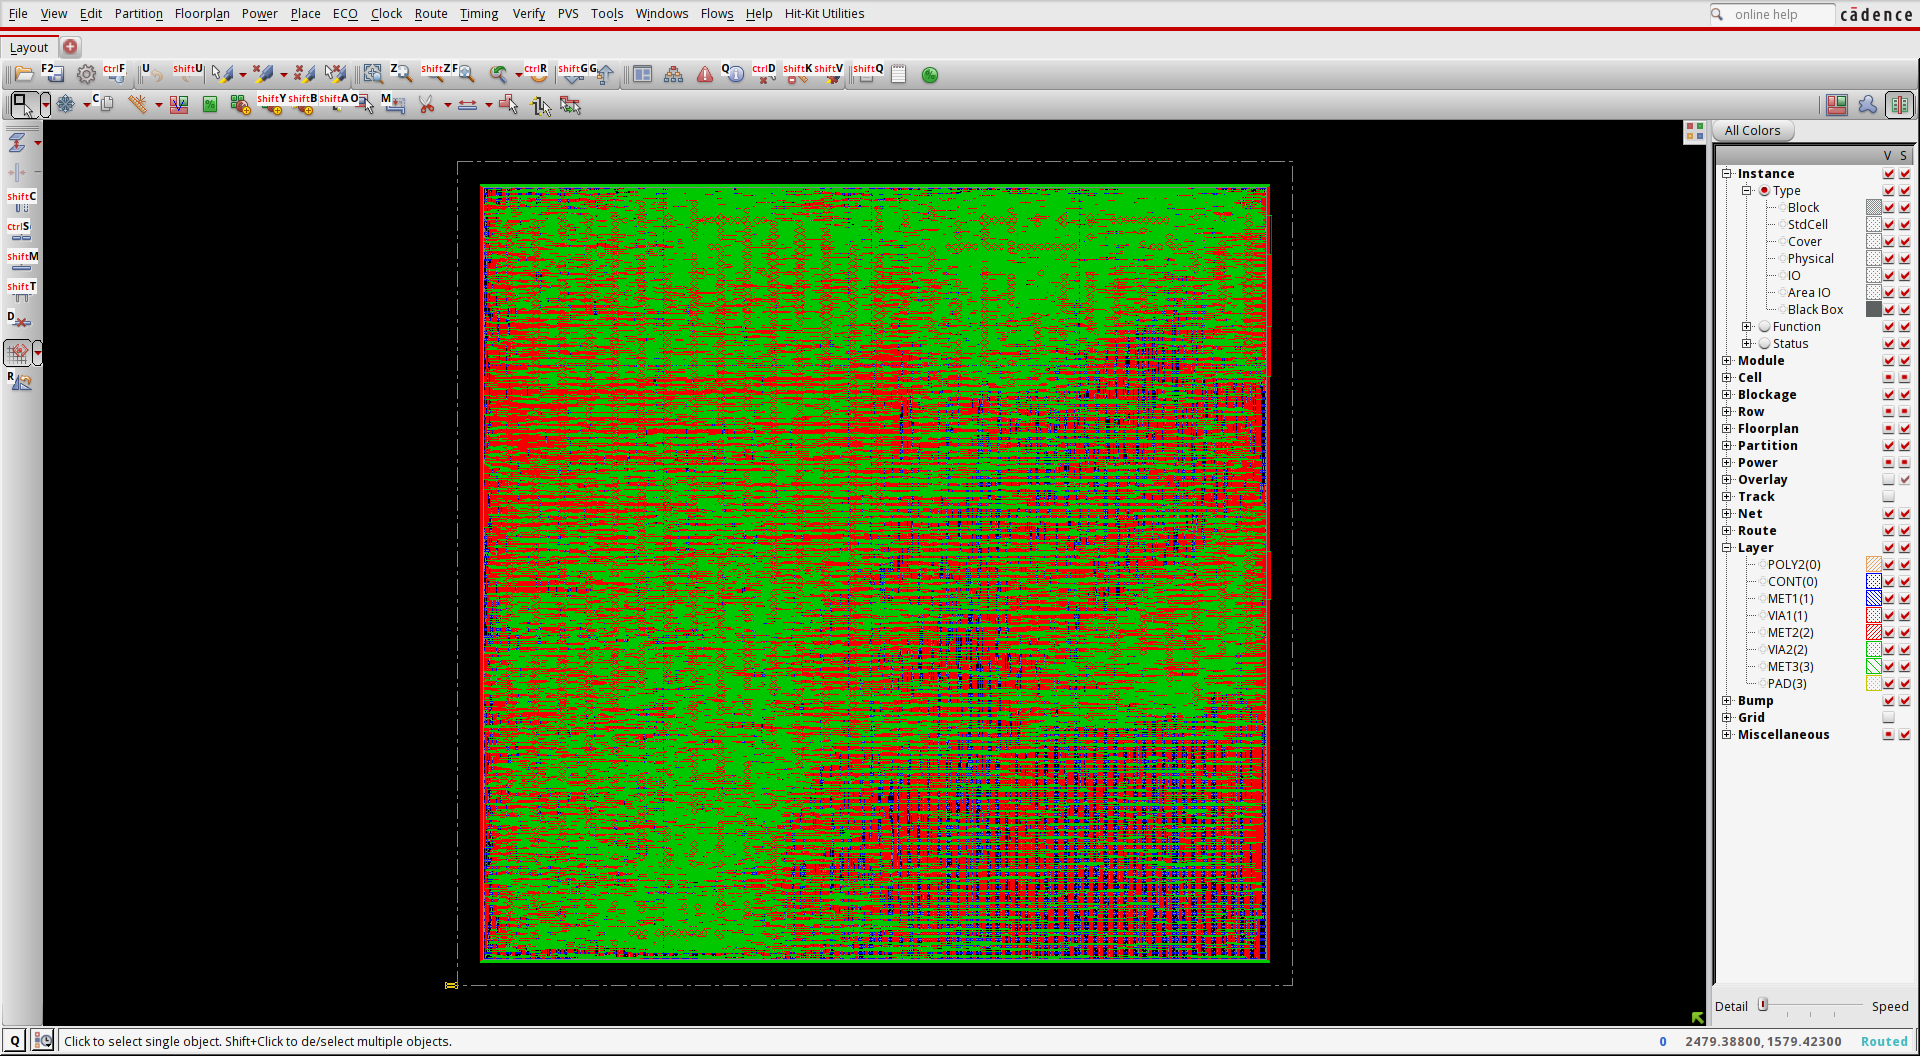 File View Edit Partition Floorplan Power Place ECO Clock Route Timing Verify PVS Tools Windows Flows Help Hit-Kit Utilities online help cādence
Layout
F2 CtrlF U ShiftU Z ShiftZ F CtrlR ShiftG G Q CtrlD ShiftK ShiftV ShiftQ
C ShiftY ShiftB ShiftA O M
ShiftC
CtrlS
ShiftM
ShiftT
D
R
All Colors
V S
Instance
Type
Block
StdCell
Cover
Physical
IO
Area IO
Black Box
Function
Status
Module
Cell
Blockage
Row
Floorplan
Partition
Power
Overlay
Track
Net
Route
Layer
POLY2(0)
CONT(0)
MET1(1)
VIA1(1)
MET2(2)
VIA2(2)
MET3(3)
PAD(3)
Bump
Grid
Miscellaneous
Detail Speed
Q Click to select single object. Shift+Click to de/select multiple objects. 0 2479.38800,1579.42300 Routed